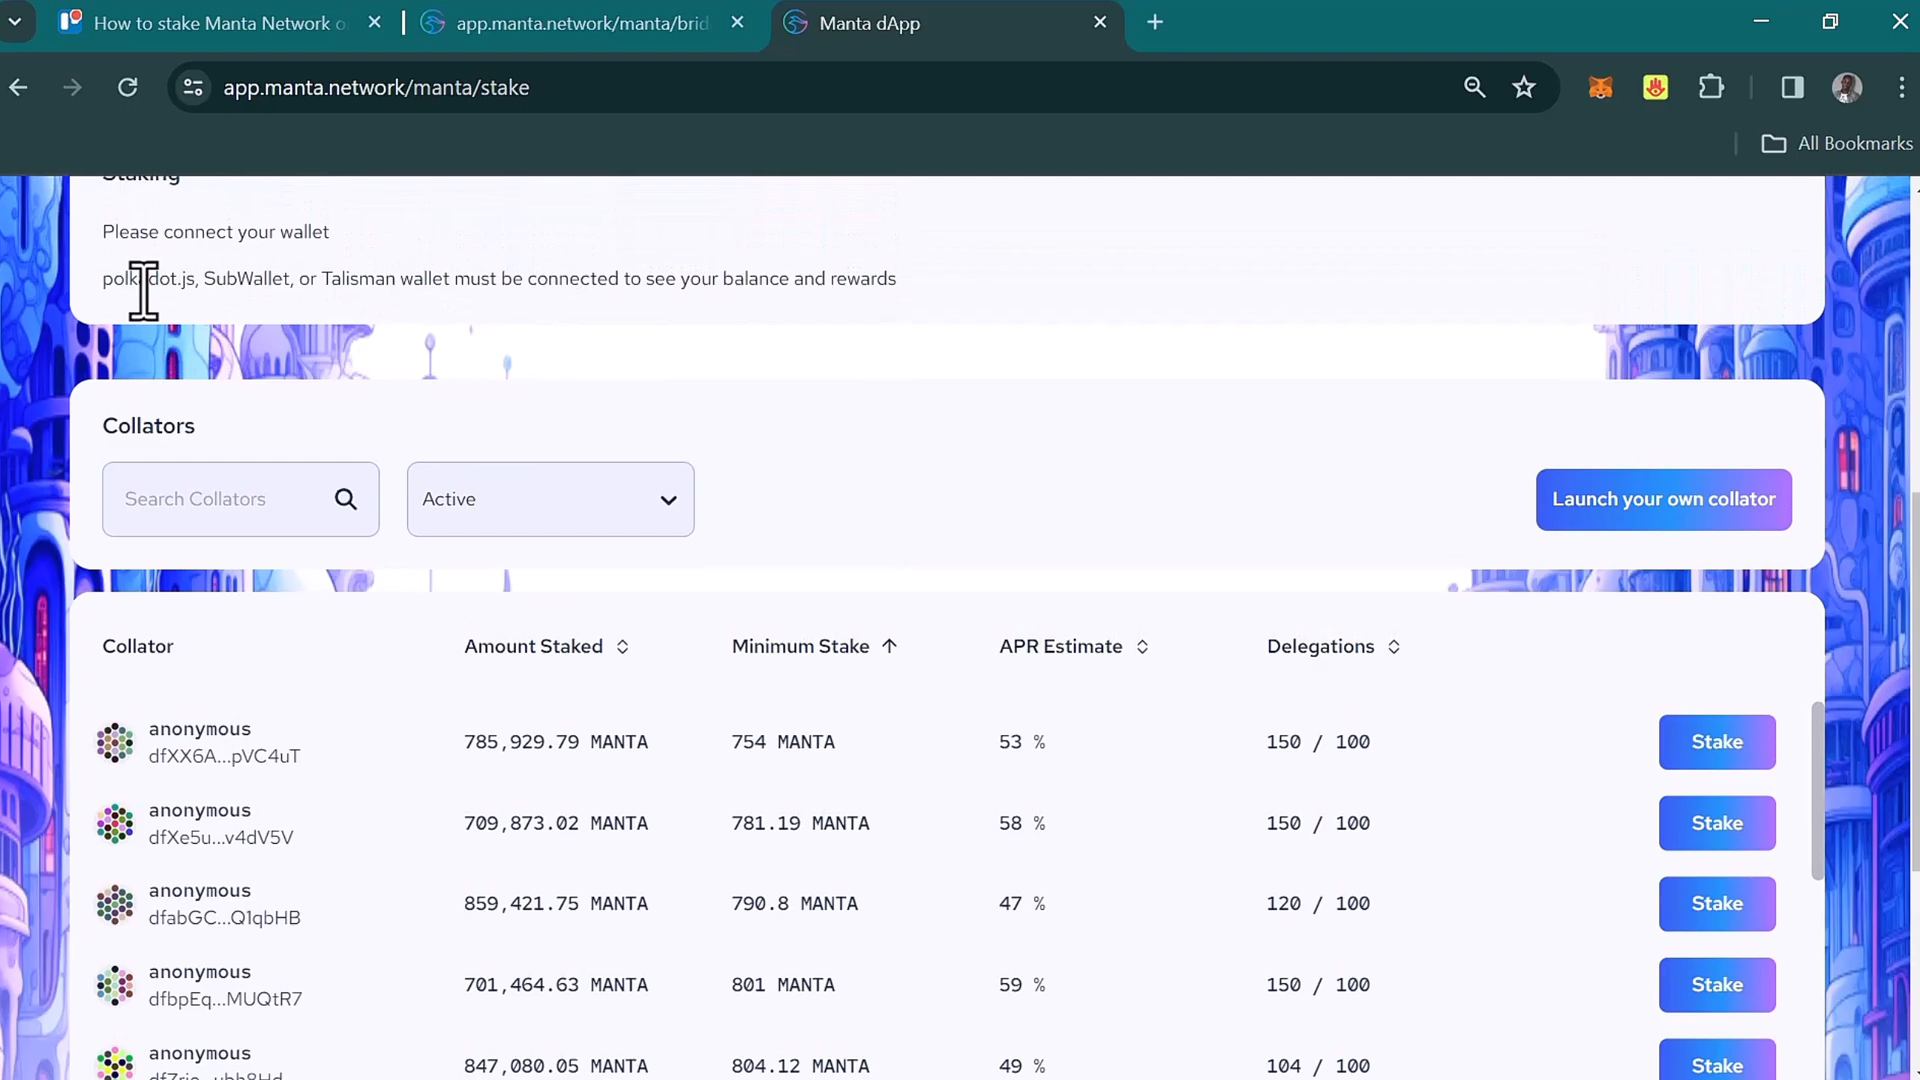 How to stake Manta Network o
app.manta.network/manta/brid
Manta dApp
app.manta.network/manta/stake
All Bookmarks
Staking
Please connect your wallet
polkadot.js, SubWallet, or Talisman wallet must be connected to see your balance and rewards
Collators
Search Collators
Active
Launch your own collator
Collator Amount Staked Minimum Stake APR Estimate Delegations
anonymous
dfXX6A...pVC4uT
785,929.79 MANTA 754 MANTA 53 % 150 / 100 Stake
anonymous
dfXe5u...v4dV5V
709,873.02 MANTA 781.19 MANTA 58 % 150 / 100 Stake
anonymous
dfabGC...Q1qbHB
859,421.75 MANTA 790.8 MANTA 47 % 120 / 100 Stake
anonymous
dfbpEq...MUQtR7
701,464.63 MANTA 801 MANTA 59 % 150 / 100 Stake
anonymous
847,080.05 MANTA 804.12 MANTA 49 % 104 / 100 Stake